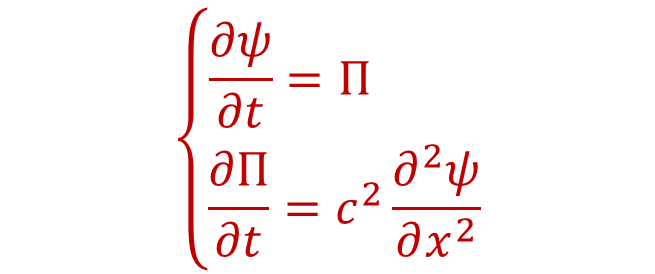 ∂ψ/∂t = Π
∂Π/∂t = c² ∂²ψ/∂x²